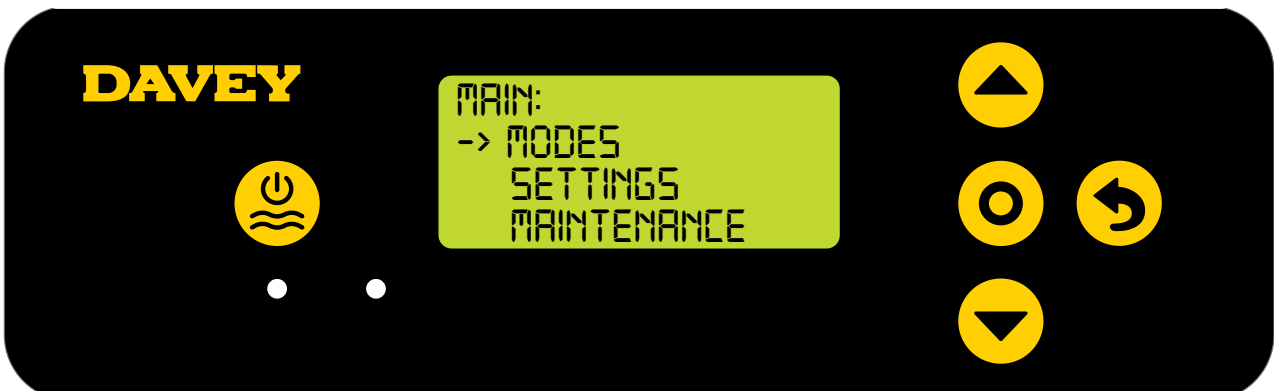 DAVEY
MAIN:
-> MODES
SETTINGS
MAINTENANCE